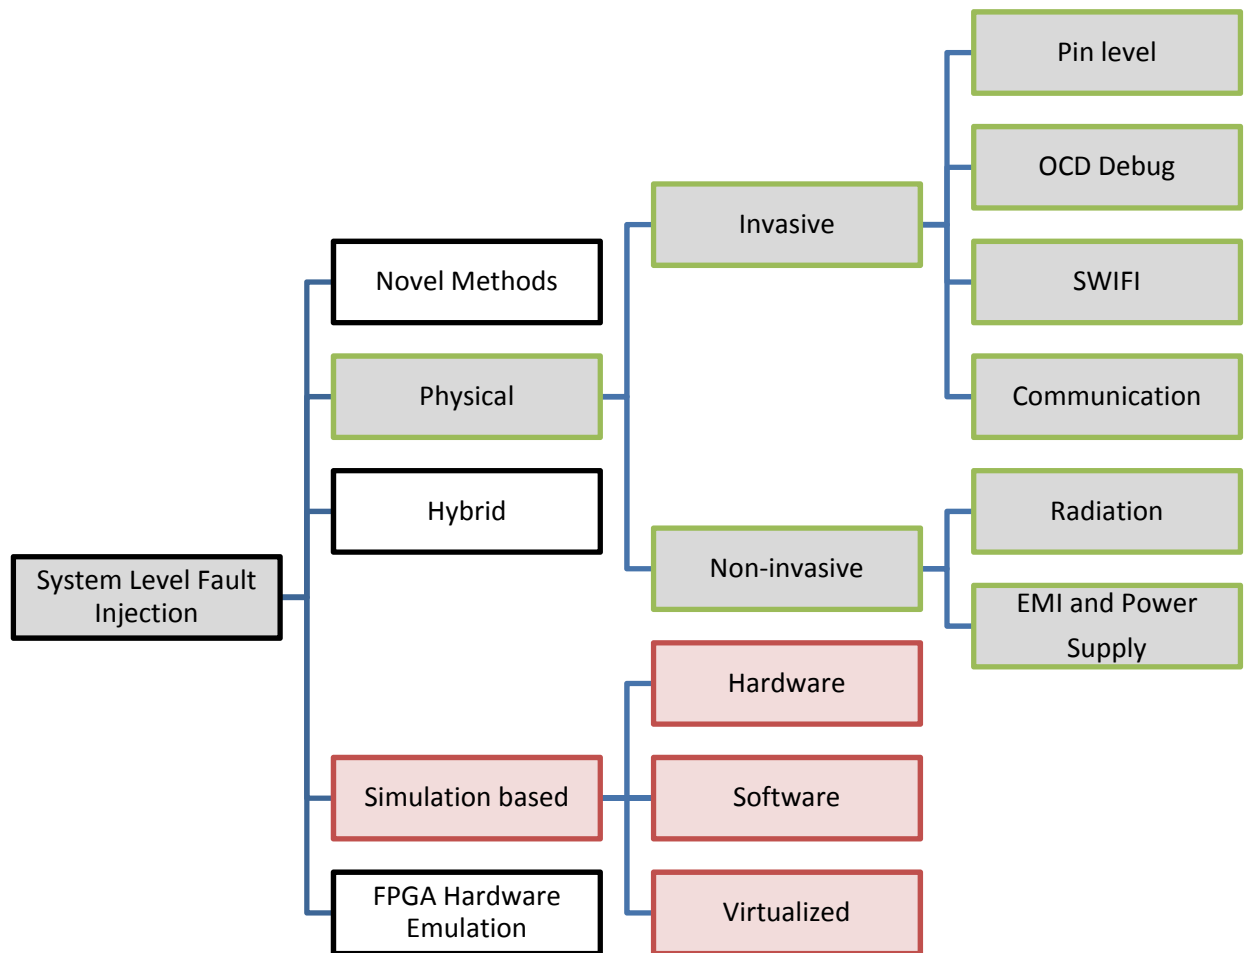 Pin level
OCD Debug
Invasive
SWIFI
Novel Methods
Physical
Communication
Hybrid
Radiation
Non-invasive
System Level Fault
Injection
EMI and Power
Supply
Hardware
Simulation based
Software
FPGA Hardware
Emulation
Virtualized